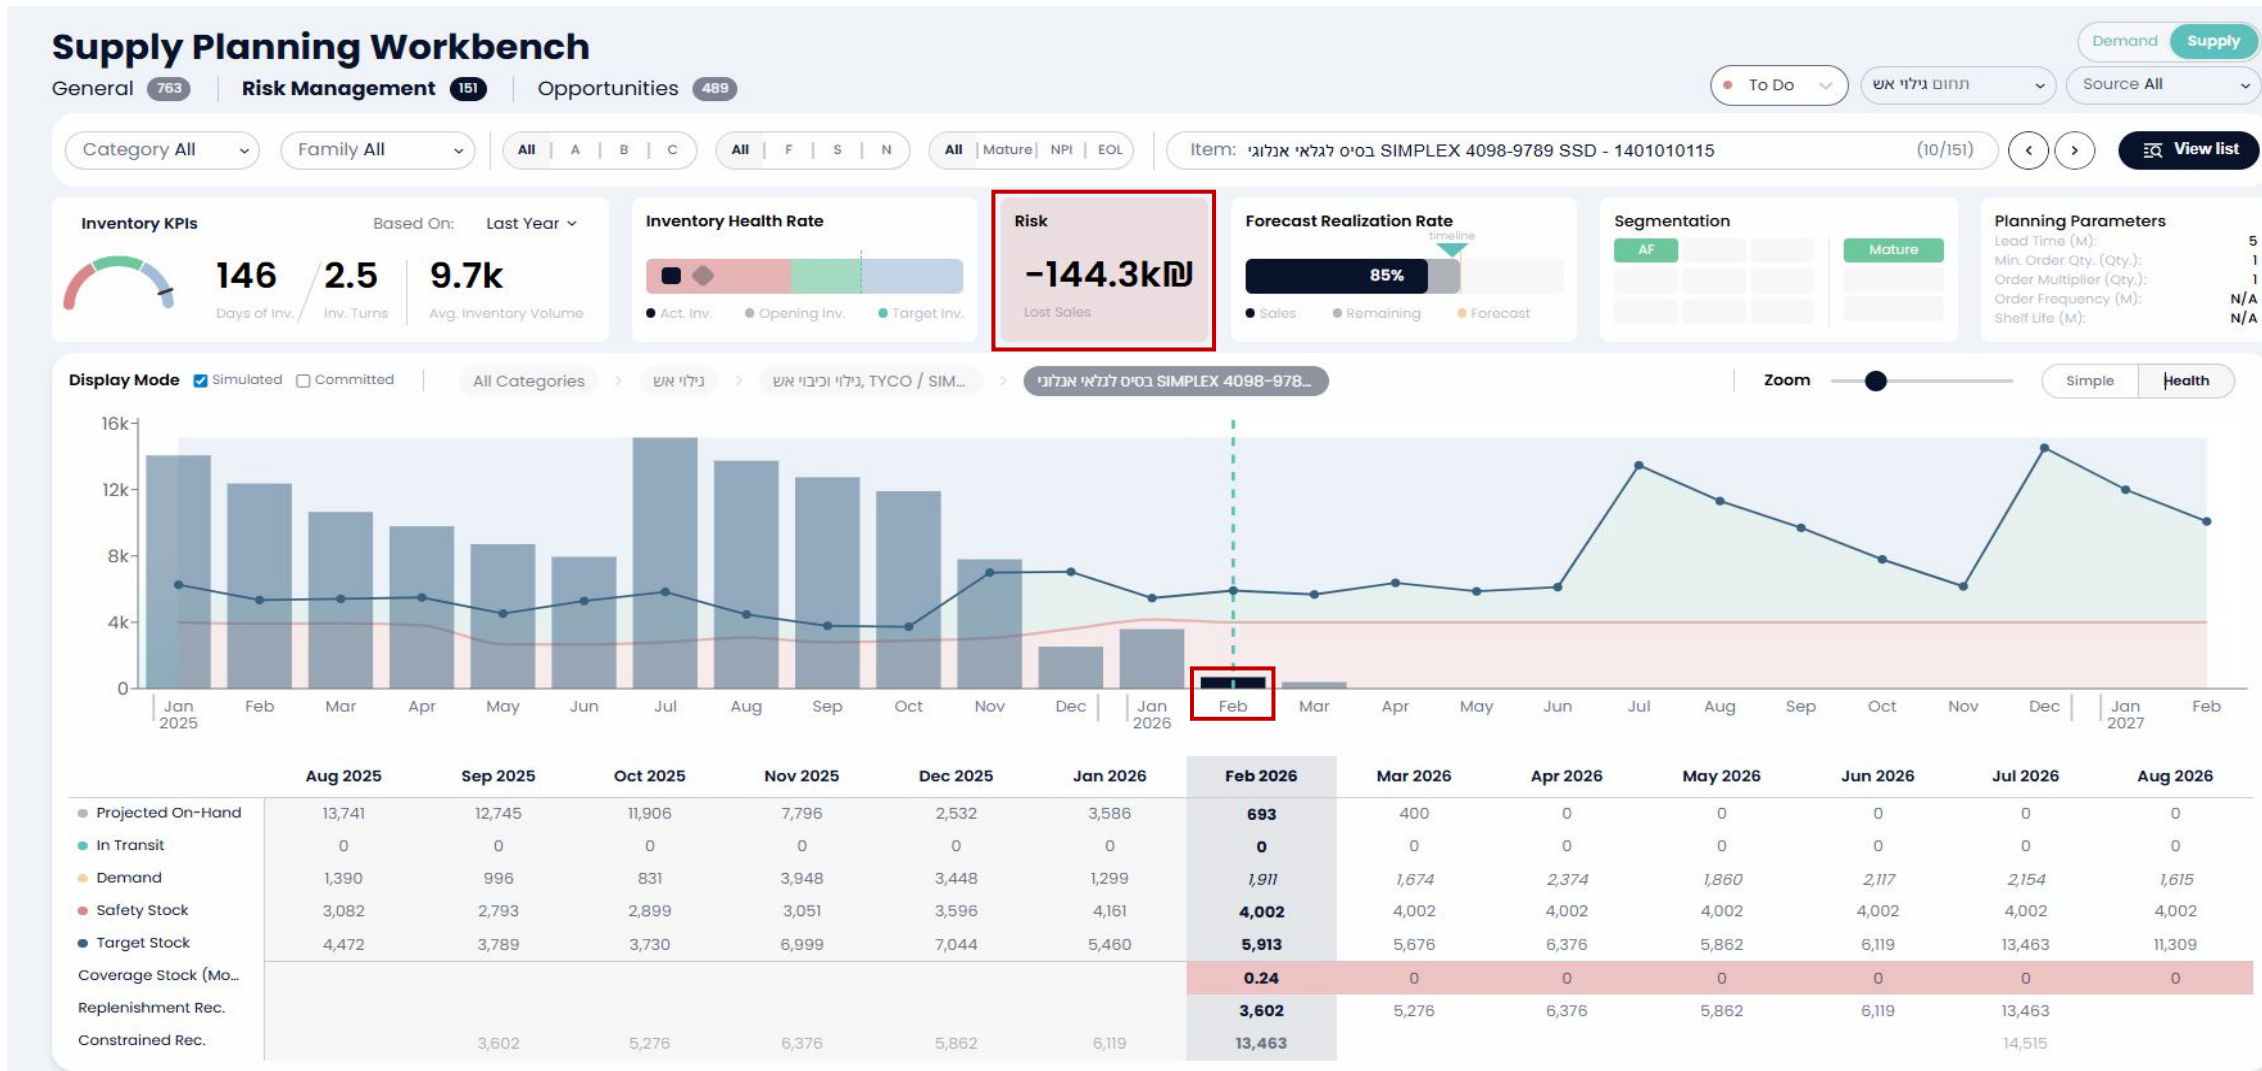 Supply Planning Workbench
Demand Supply
General 763 Risk Management 151 Opportunities 489
To Do תחום גילוי אש Source All
Category All Family All All A B C All F S N All Mature NPI EOL Item: בסיס לגלאי אנלוגי SIMPLEX 4098-9789 SSD - 1401010115 (10/151) < > View list
Inventory KPIs Based On: Last Year
146 2.5 9.7k
Days of Inv. Inv. Turns Avg. Inventory Volume
Inventory Health Rate
Act. Inv. Opening Inv. Target Inv.
Risk
-144.3k₪
Lost Sales
Forecast Realization Rate
timeline
85%
Sales Remaining Forecast
Segmentation
AF Mature
Planning Parameters
Lead Time (M): 5
Min. Order Qty. (Qty.): 1
Order Multiplier (Qty.): 1
Order Frequency (M): N/A
Shelf Life (M): N/A
Display Mode Simulated Committed All Categories > גילוי אש > גילוי וכיבוי אש, TYCO / SIM... > בסיס לגלאי אנלוגי SIMPLEX 4098-978... Zoom Simple Health
16k
12k
8k
4k
0
Jan Feb Mar Apr May Jun Jul Aug Sep Oct Nov Dec Jan Feb Mar Apr May Jun Jul Aug Sep Oct Nov Dec Jan Feb
2025 2026 2027
Aug 2025 Sep 2025 Oct 2025 Nov 2025 Dec 2025 Jan 2026 Feb 2026 Mar 2026 Apr 2026 May 2026 Jun 2026 Jul 2026 Aug 2026
Projected On-Hand 13,741 12,745 11,906 7,796 2,532 3,586 693 400 0 0 0 0 0
In Transit 0 0 0 0 0 0 0 0 0 0 0 0 0
Demand 1,390 996 831 3,948 3,448 1,299 1,911 1,674 2,374 1,860 2,117 2,154 1,615
Safety Stock 3,082 2,793 2,899 3,051 3,596 4,161 4,002 4,002 4,002 4,002 4,002 4,002 4,002
Target Stock 4,472 3,789 3,730 6,999 7,044 5,460 5,913 5,676 6,376 5,862 6,119 13,463 11,309
Coverage Stock (Mo... 0.24 0 0 0 0 0 0
Replenishment Rec. 3,602 5,276 6,376 5,862 6,119 13,463
Constrained Rec. 3,602 5,276 6,376 5,862 6,119 13,463 14,515